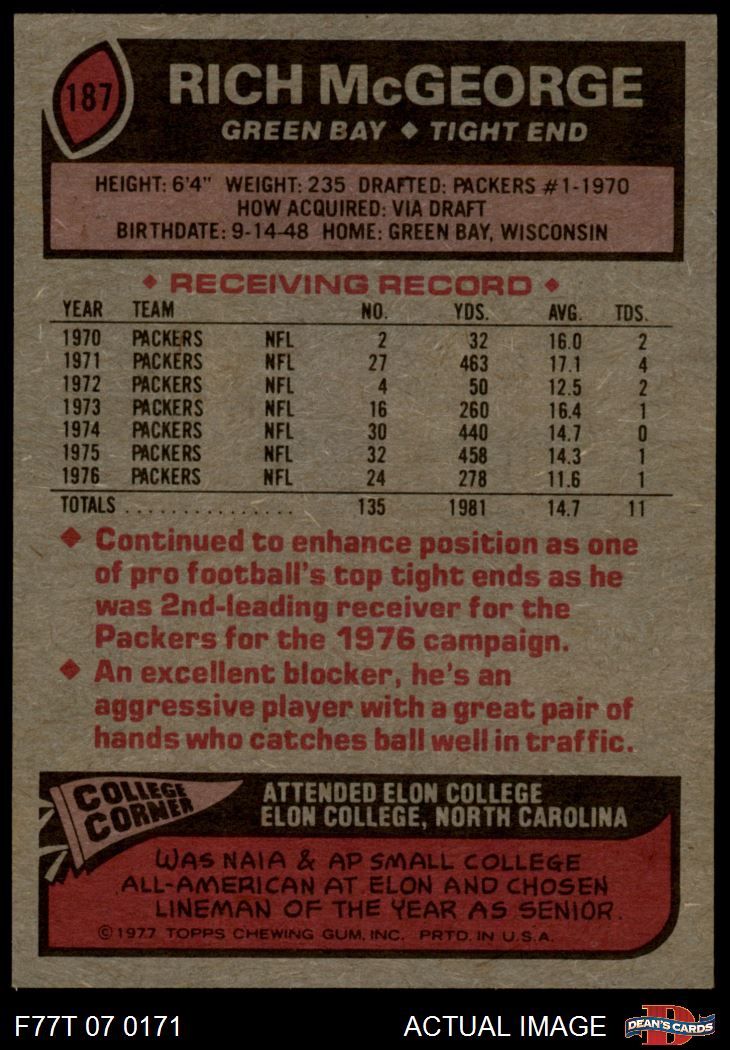 187
RICH McGEORGE
GREEN BAY ◆ TIGHT END
HEIGHT: 6'4" WEIGHT: 235 DRAFTED: PACKERS #1-1970
HOW ACQUIRED: VIA DRAFT
BIRTHDATE: 9-14-48 HOME: GREEN BAY, WISCONSIN
◆ RECEIVING RECORD ◆
YEAR TEAM NO. YDS. AVG. TDS.
1970 PACKERS NFL 2 32 16.0 2
1971 PACKERS NFL 27 463 17.1 4
1972 PACKERS NFL 4 50 12.5 2
1973 PACKERS NFL 16 260 16.4 1
1974 PACKERS NFL 30 440 14.7 0
1975 PACKERS NFL 32 458 14.3 1
1976 PACKERS NFL 24 278 11.6 1
TOTALS . . . . . . . . . . . . . . . 135 1981 14.7 11
◆ Continued to enhance position as one
of pro football's top tight ends as he
was 2nd-leading receiver for the
Packers for the 1976 campaign.
◆ An excellent blocker, he's an
aggressive player with a great pair of
hands who catches ball well in traffic.
COLLEGE
CORNER
ATTENDED ELON COLLEGE
ELON COLLEGE, NORTH CAROLINA
WAS NAIA & AP SMALL COLLEGE
ALL-AMERICAN AT ELON AND CHOSEN
LINEMAN OF THE YEAR AS SENIOR.
©1977 TOPPS CHEWING GUM, INC. PRTD. IN U.S.A.
F77T 07 0171 ACTUAL IMAGE
D
DEAN'S CARDS